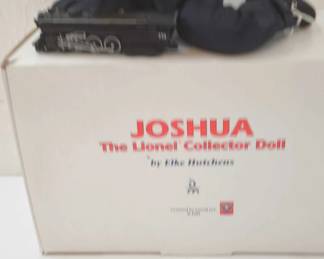 JOSHUA
The Lionel Collector Doll
by Elke Hutchens